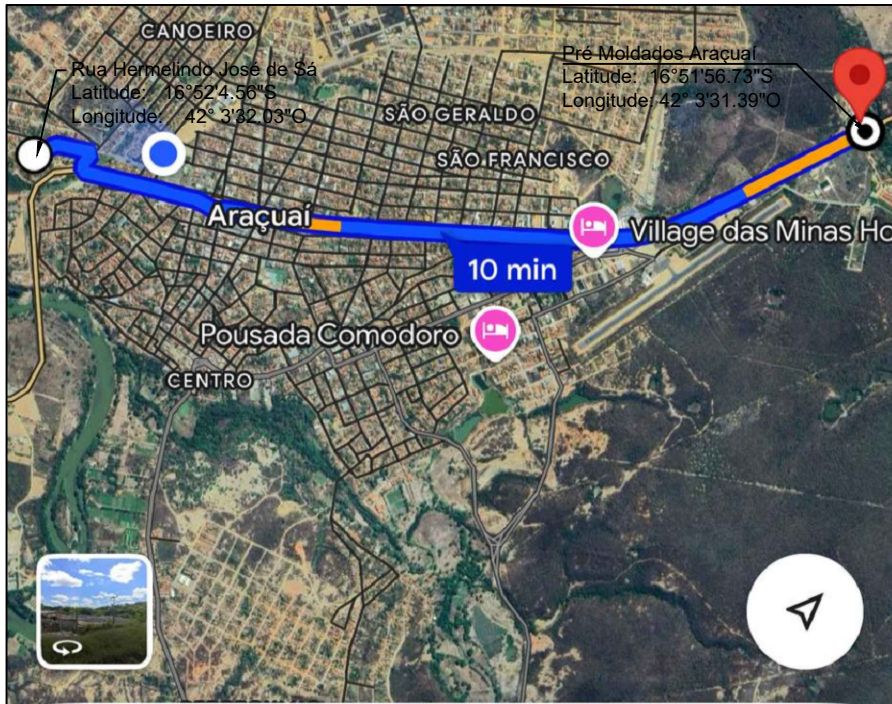 CANOEIRO
Rua Hermelindo José de Sá
Latitude: 16°52'4.56"S
Longitude: 42° 3'32.03"O
Pré Moldados Araçuaí
Latitude: 16°51'56.73"S
Longitude: 42° 3'31.39"O
SÃO GERALDO
SÃO FRANCISCO
Araçuaí
Village das Minas Ho
10 min
Pousada Comodoro
CENTRO